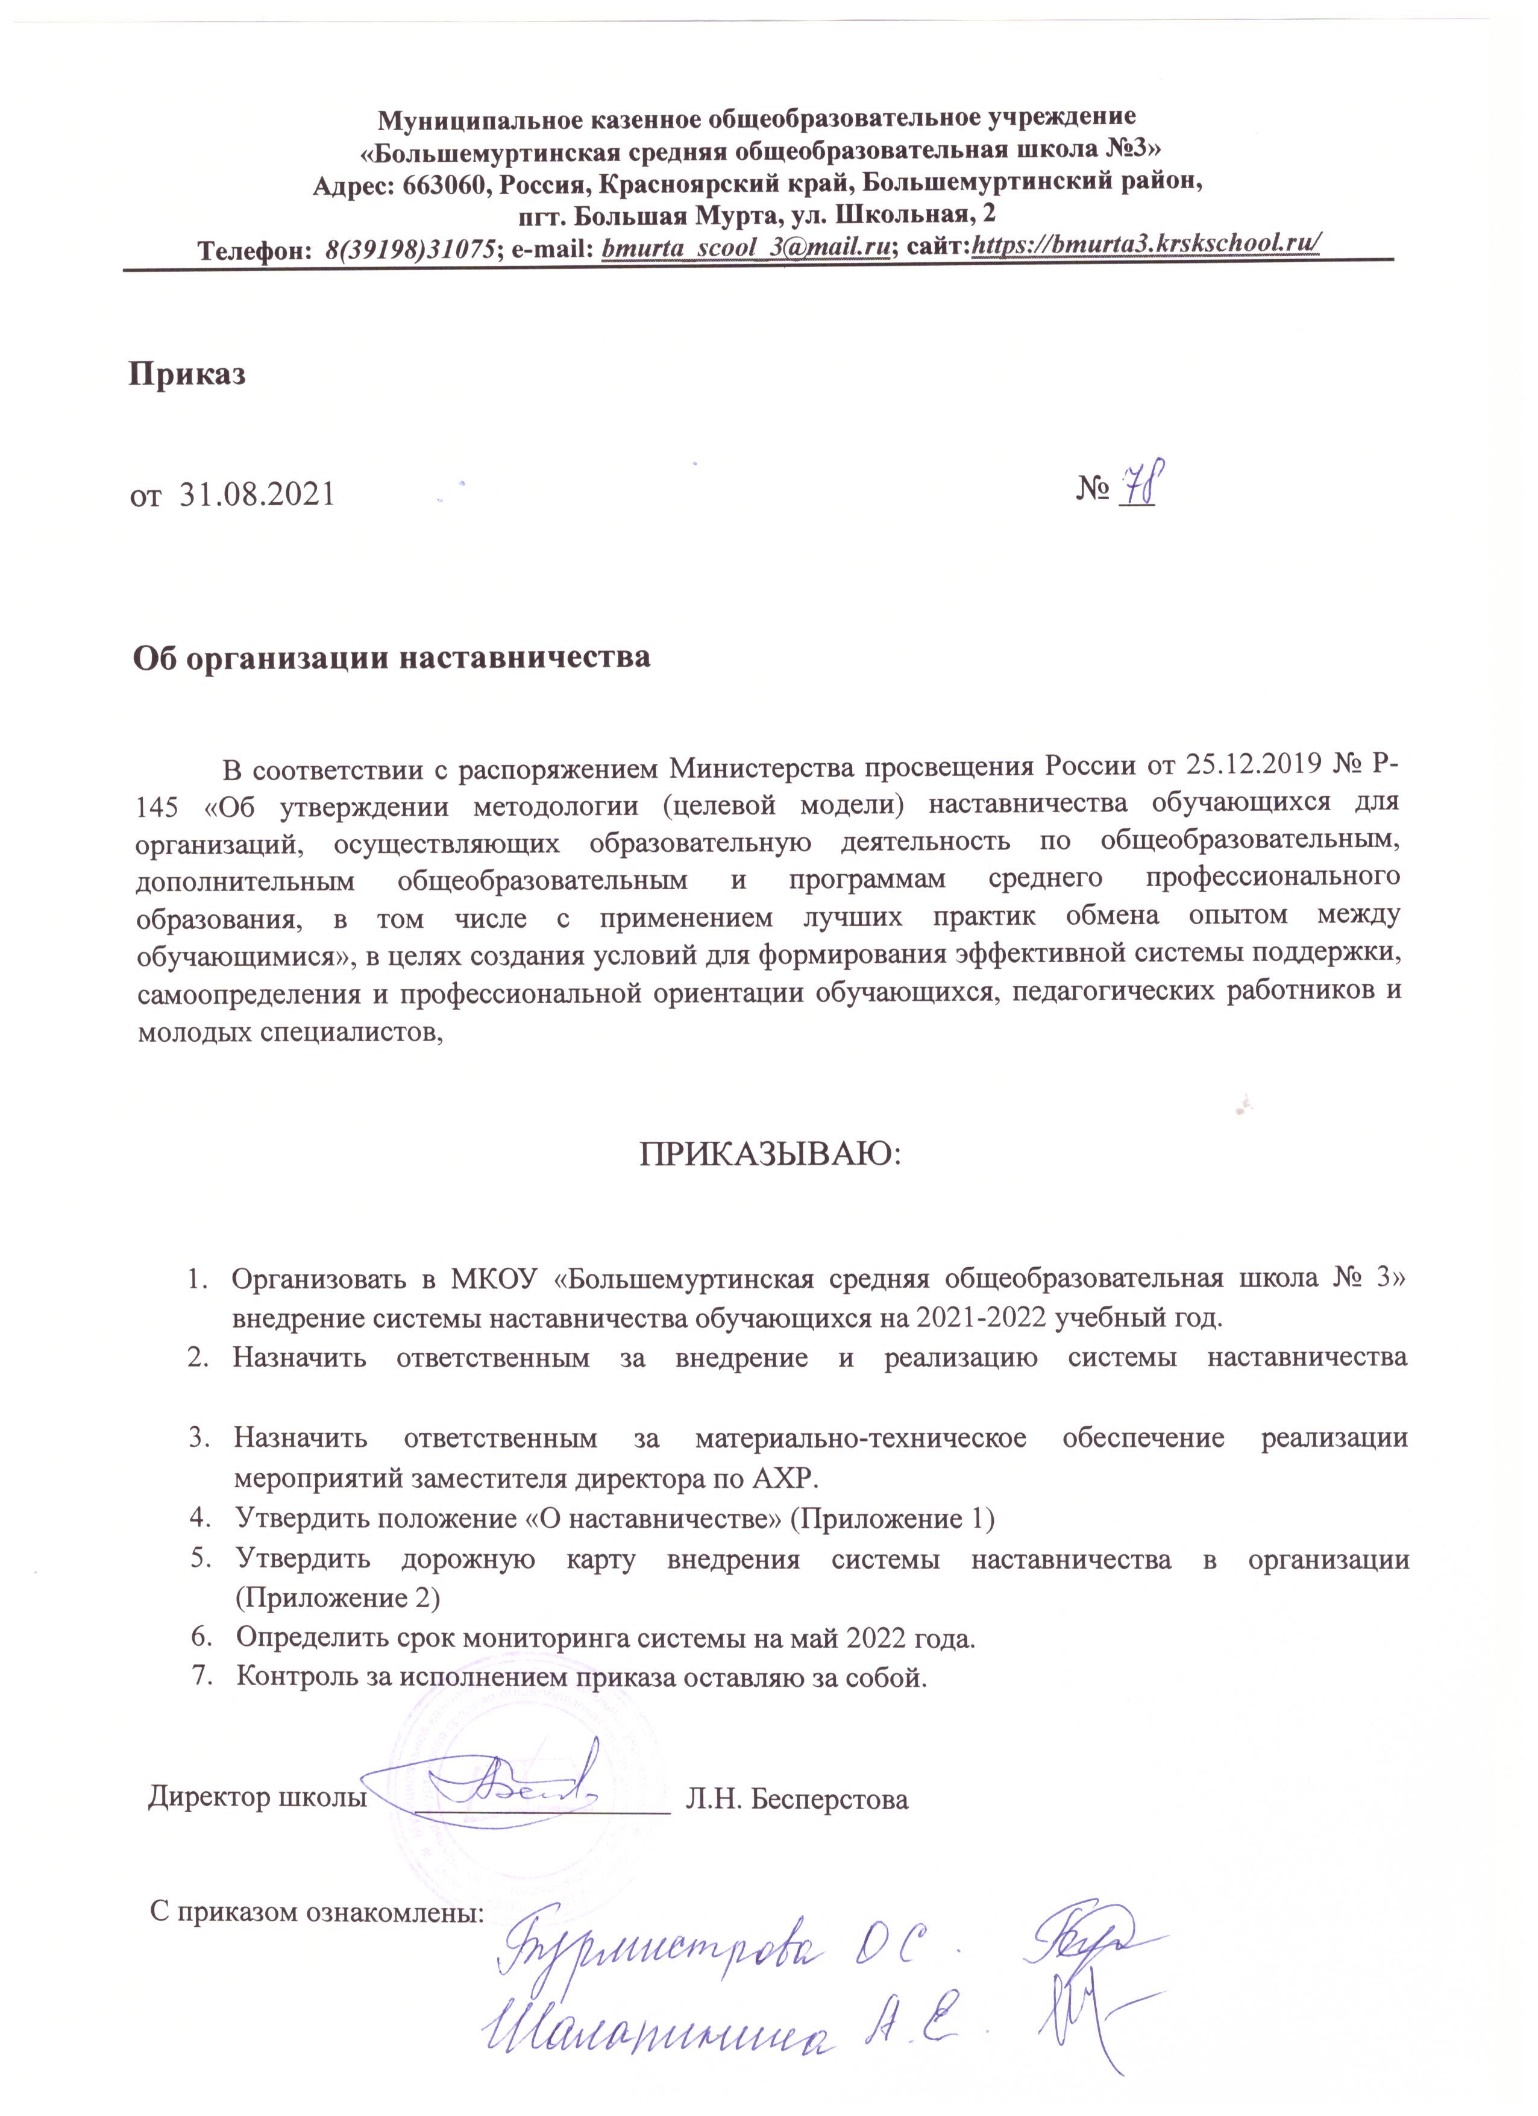 Муниципальное казенное общеобразовательное учреждение
«Большемуртинская средняя общеобразовательная школа №3»
Адрес: 663060, Россия, Красноярский край, Большемуртинский район,
пгт. Большая Мурта, ул. Школьная, 2
Телефон: 8(39198)31075; e-mail: bmurta_scool_3@mail.ru; сайт:https://bmurta3.krskschool.ru/
Приказ
от 31.08.2021 № 78
Об организации наставничества
В соответствии с распоряжением Министерства просвещения России от 25.12.2019 № Р-
145 «Об утверждении методологии (целевой модели) наставничества обучающихся для
организаций, осуществляющих образовательную деятельность по общеобразовательным,
дополнительным общеобразовательным и программам среднего профессионального
образования, в том числе с применением лучших практик обмена опытом между
обучающимися», в целях создания условий для формирования эффективной системы поддержки,
самоопределения и профессиональной ориентации обучающихся, педагогических работников и
молодых специалистов,
ПРИКАЗЫВАЮ:
1. Организовать в МКОУ «Большемуртинская средняя общеобразовательная школа № 3»
внедрение системы наставничества обучающихся на 2021-2022 учебный год.
2. Назначить ответственным за внедрение и реализацию системы наставничества
3. Назначить ответственным за материально-техническое обеспечение реализации
мероприятий заместителя директора по АХР.
4. Утвердить положение «О наставничестве» (Приложение 1)
5. Утвердить дорожную карту внедрения системы наставничества в организации
(Приложение 2)
6. Определить срок мониторинга системы на май 2022 года.
7. Контроль за исполнением приказа оставляю за собой.
Директор школы Л.Н. Бесперстова
С приказом ознакомлены:
Бурмистрова О С.
А.Е.